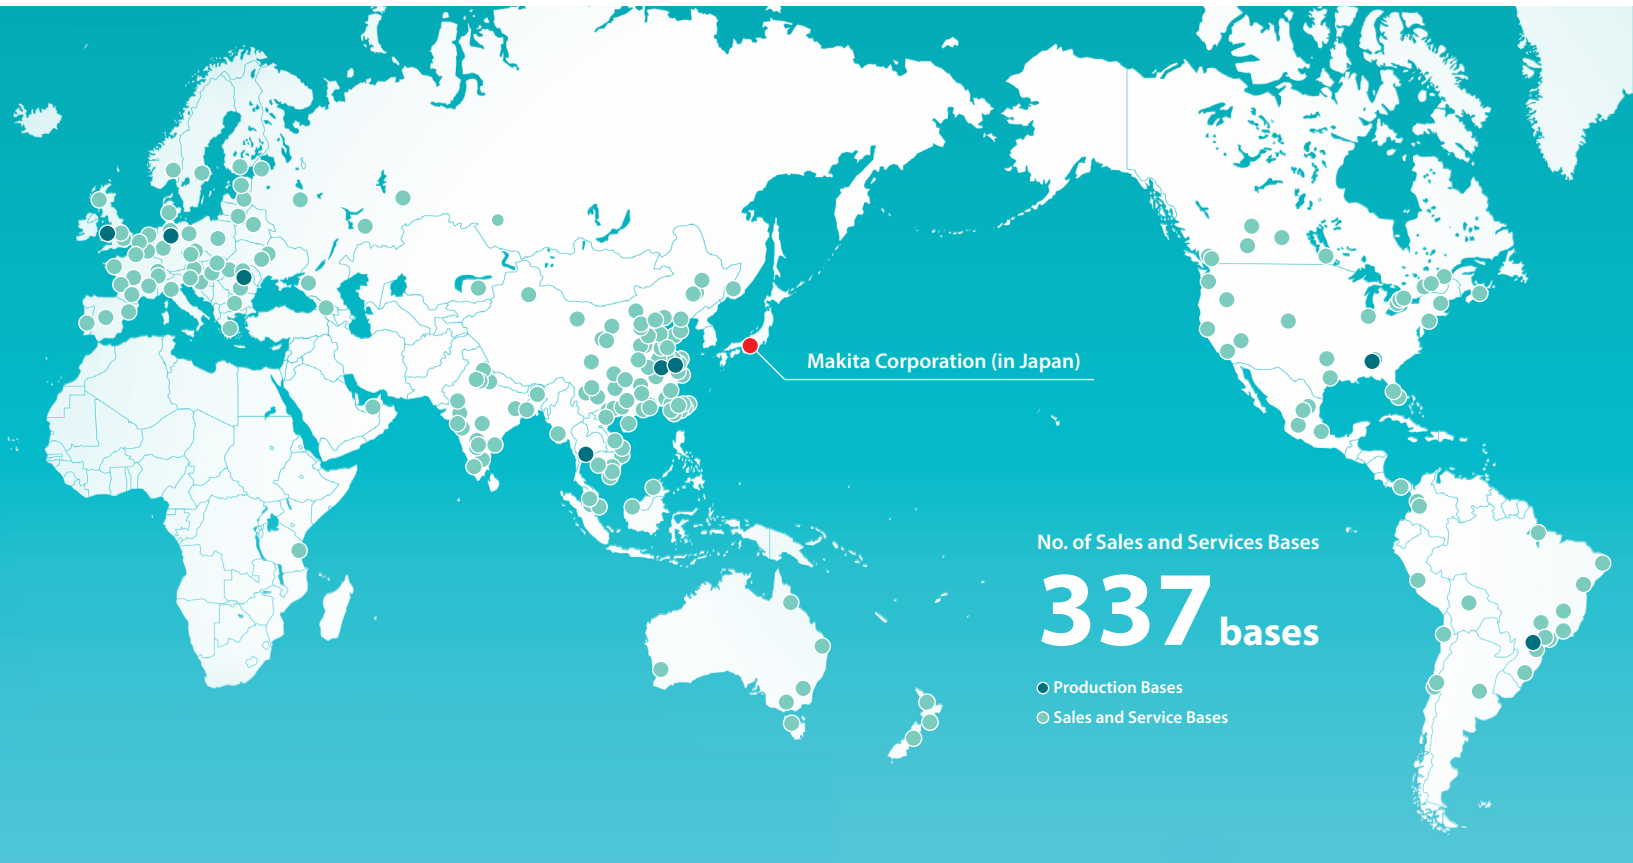 Makita Corporation (in Japan)
No. of Sales and Services Bases
337 bases
Production Bases
Sales and Service Bases